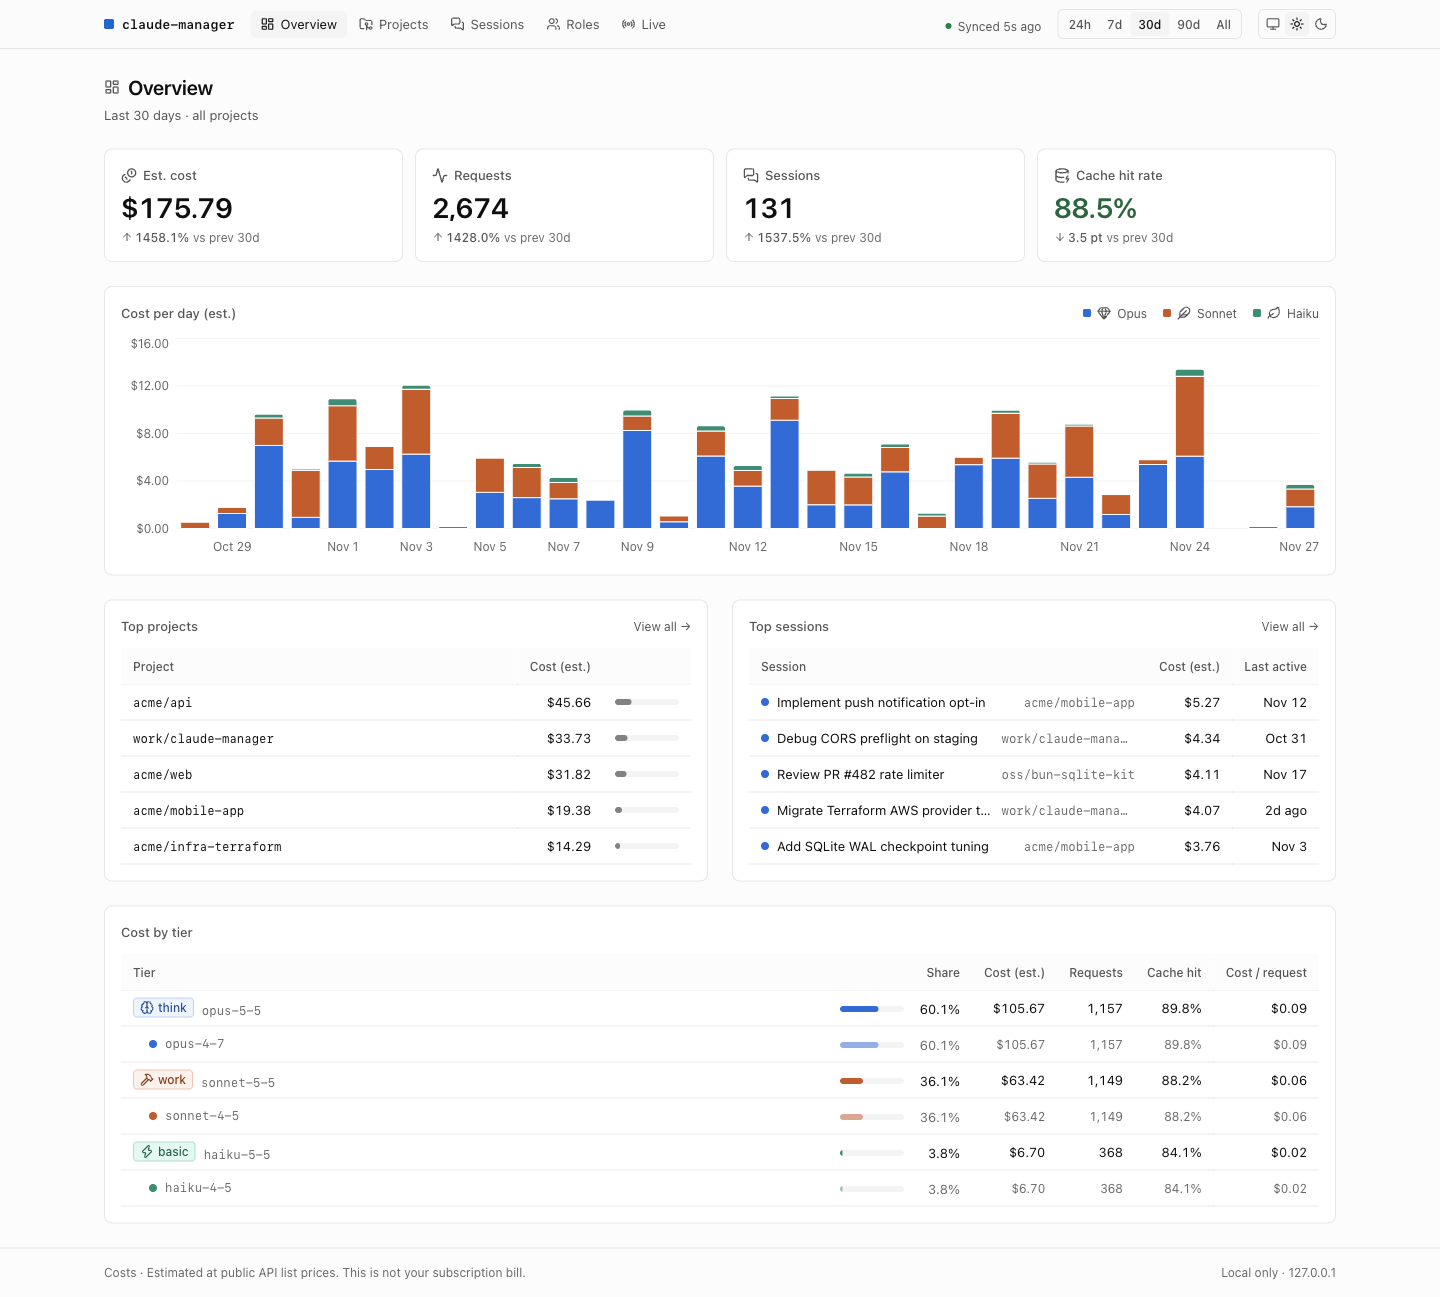 claude-manager Overview Projects Sessions Roles Live Synced 5s ago 24h 7d 30d 90d All
Overview
Last 30 days · all projects
Est. cost
$175.79
↑ 1458.1% vs prev 30d
Requests
2,674
↑ 1428.0% vs prev 30d
Sessions
131
↑ 1537.5% vs prev 30d
Cache hit rate
88.5%
↓ 3.5 pt vs prev 30d
Cost per day (est.) Opus Sonnet Haiku
$16.00
$12.00
$8.00
$4.00
$0.00
Oct 29 Nov 1 Nov 3 Nov 5 Nov 7 Nov 9 Nov 12 Nov 15 Nov 18 Nov 21 Nov 24 Nov 27
Top projects View all →
Project Cost (est.)
acme/api $45.66
work/claude-manager $33.73
acme/web $31.82
acme/mobile-app $19.38
acme/infra-terraform $14.29
Top sessions View all →
Session Cost (est.) Last active
Implement push notification opt-in acme/mobile-app $5.27 Nov 12
Debug CORS preflight on staging work/claude-mana… $4.34 Oct 31
Review PR #482 rate limiter oss/bun-sqlite-kit $4.11 Nov 17
Migrate Terraform AWS provider t… work/claude-mana… $4.07 2d ago
Add SQLite WAL checkpoint tuning acme/mobile-app $3.76 Nov 3
Cost by tier
Tier Share Cost (est.) Requests Cache hit Cost / request
think opus-5-5 60.1% $105.67 1,157 89.8% $0.09
opus-4-7 60.1% $105.67 1,157 89.8% $0.09
work sonnet-5-5 36.1% $63.42 1,149 88.2% $0.06
sonnet-4-5 36.1% $63.42 1,149 88.2% $0.06
basic haiku-5-5 3.8% $6.70 368 84.1% $0.02
haiku-4-5 3.8% $6.70 368 84.1% $0.02
Costs · Estimated at public API list prices. This is not your subscription bill. Local only · 127.0.0.1